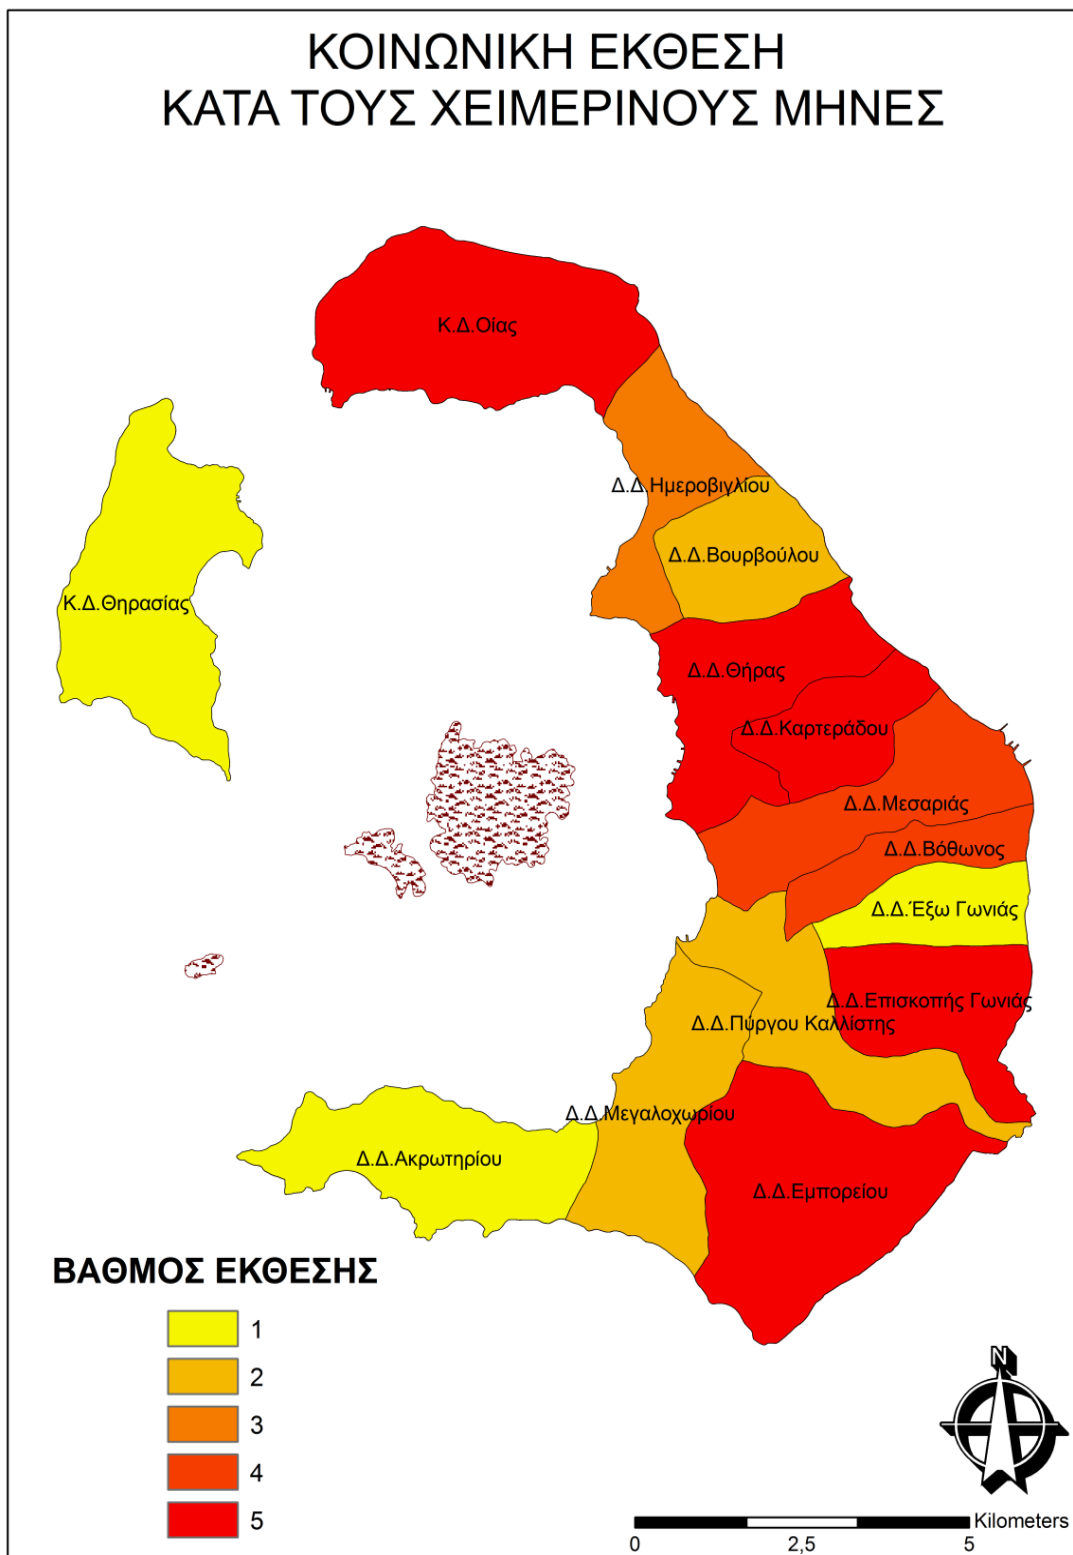 ΚΟΙΝΩΝΙΚΗ ΕΚΘΕΣΗ
ΚΑΤΑ ΤΟΥΣ ΧΕΙΜΕΡΙΝΟΥΣ ΜΗΝΕΣ
Κ.Δ.Οίας
Δ.Δ.Ημεροβιγλίου
Δ.Δ.Βουρβούλου
Κ.Δ.Θηρασίας
Δ.Δ.Θήρας
Δ.Δ.Καρτεράδου
Δ.Δ.Μεσαριάς
Δ.Δ.Βόθωνος
Δ.Δ.Έξω Γωνιάς
Δ.Δ.Επισκοπής Γωνιάς
Δ.Δ.Πύργου Καλλίστης
Δ.Δ.Μεγαλοχωρίου
Δ.Δ.Ακρωτηρίου
Δ.Δ.Εμπορείου
ΒΑΘΜΟΣ ΕΚΘΕΣΗΣ
1
2
3
4
5
N
Kilometers
0 2,5 5